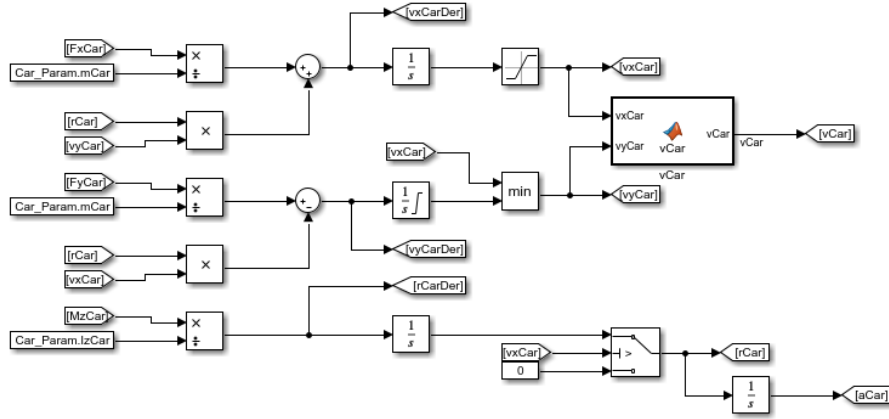 [vxCarDer]
[FxCar]
×
Car_Param.mCar
÷
+
+
1
s
[vxCar]
[rCar]
[vyCar]
×
vxCar
vyCar
vCar
vCar
vCar
[vCar]
vCar
[vxCar]
[FyCar]
×
Car_Param.mCar
÷
+
-
1
s
min
[vyCar]
[rCar]
[vxCar]
×
[vyCarDer]
[rCarDer]
[MzCar]
×
Car_Param.IzCar
÷
1
s
[vxCar]
>
0
[rCar]
1
s
[aCar]